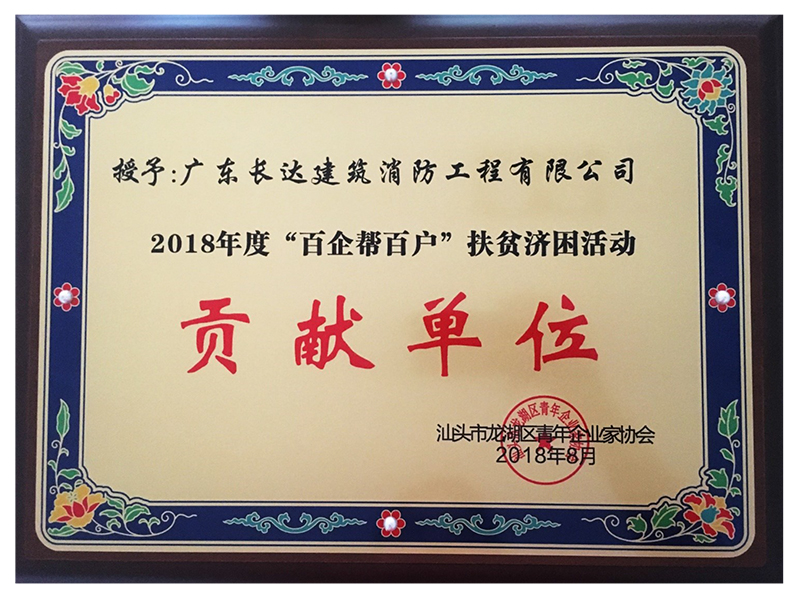 授予:广东长达建筑消防工程有限公司
2018年度“百企帮百户”扶贫济困活动
贡献单位
汕头市龙湖区青年企业家协会
2018年8月